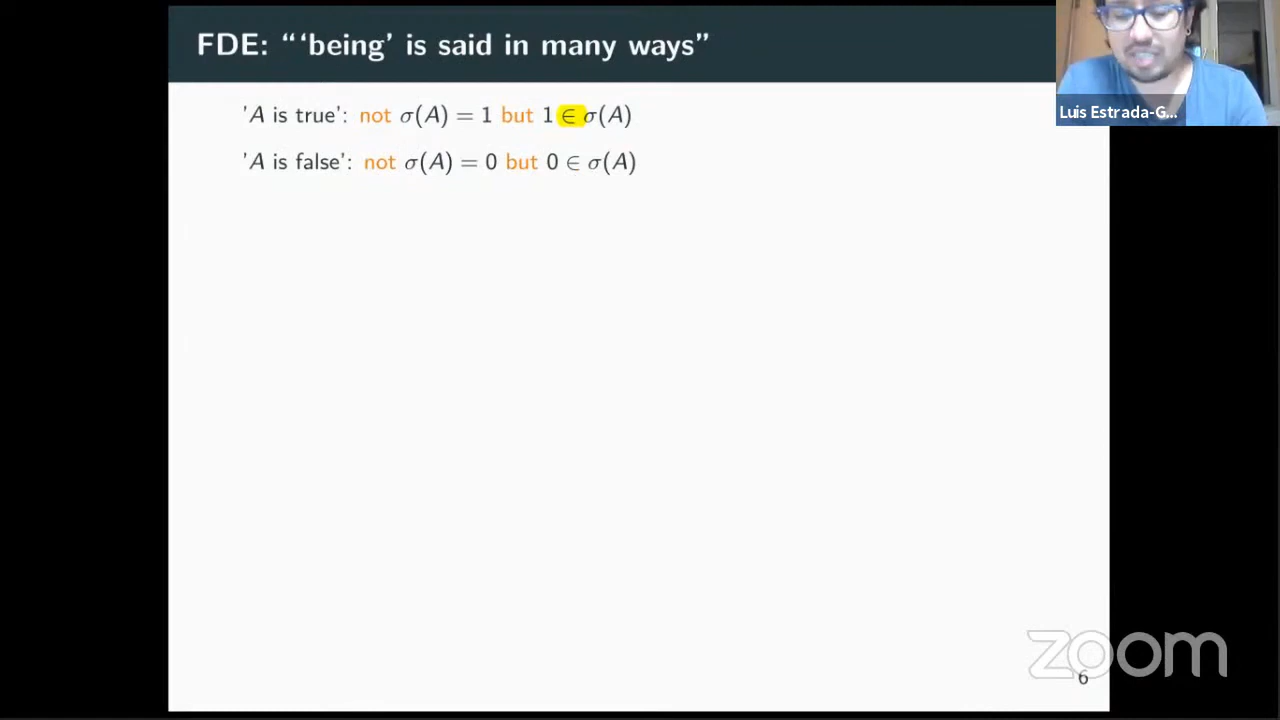 FDE: “ ‘being’ is said in many ways”
'A is true': not σ(A) = 1 but 1 ∈ σ(A)
'A is false': not σ(A) = 0 but 0 ∈ σ(A)
Luis Estrada-G...
zoom
6